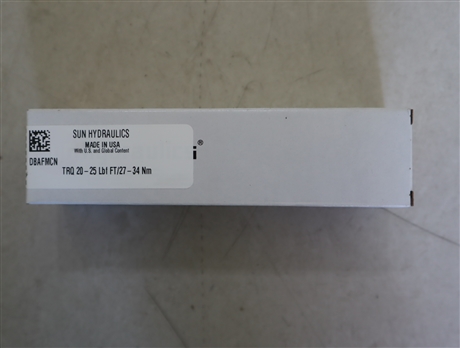 SUN HYDRAULICS
MADE IN USA
With U.S. and Global Content
DBAFMCN
TRQ 20-25 Lbf FT/27-34 Nm